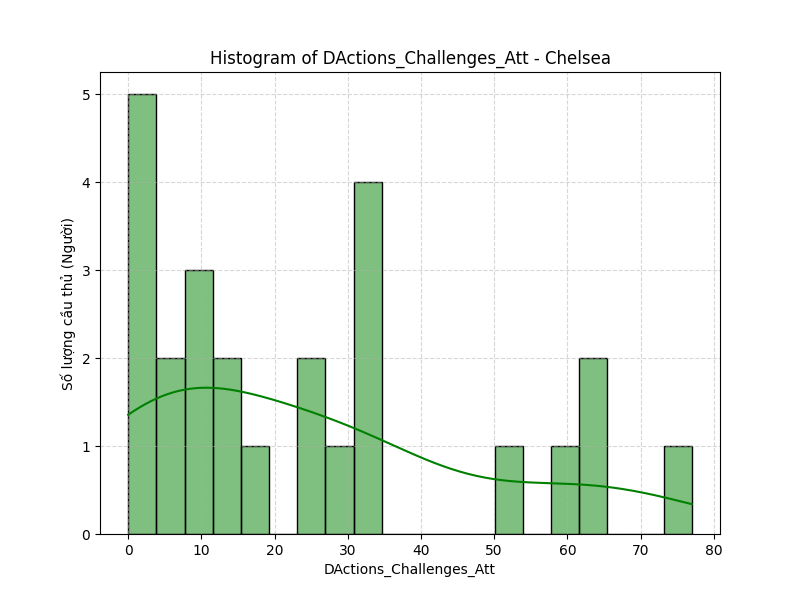 Histogram of DActions_Challenges_Att - Chelsea
Số lượng cầu thủ (Người)
5
4
3
2
1
0
0 10 20 30 40 50 60 70 80
DActions_Challenges_Att